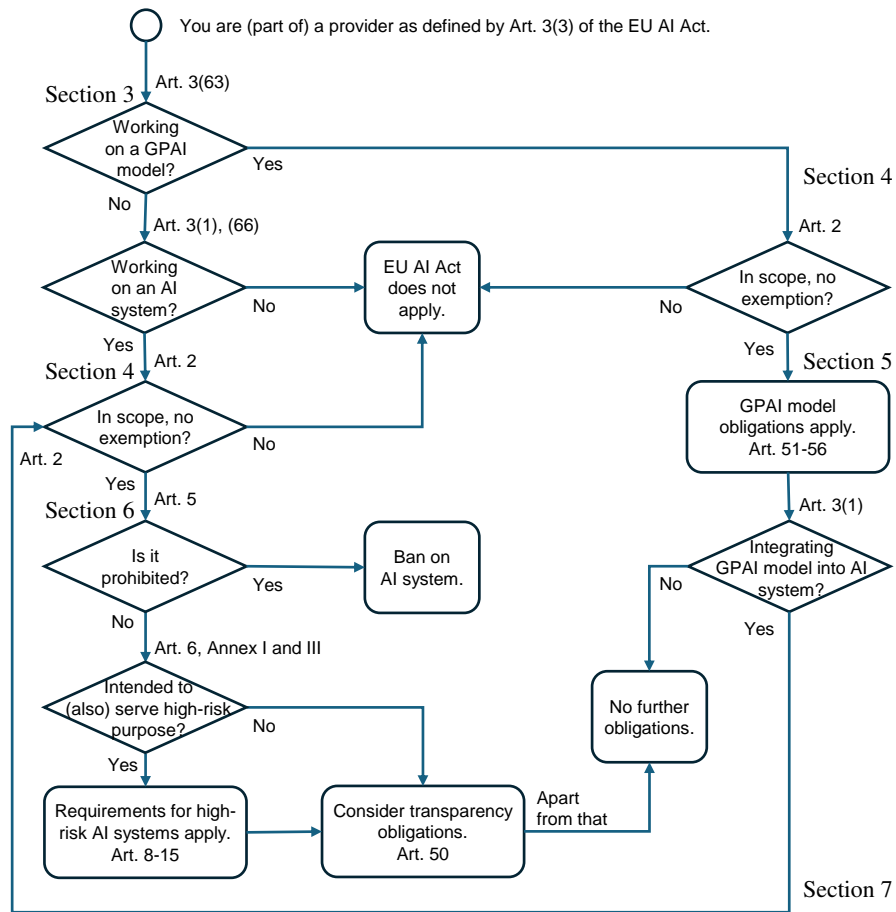 You are (part of) a provider as defined by Art. 3(3) of the EU AI Act.
Art. 3(63)
Section 3
Working
on a GPAI
model?
Yes
No
Section 4
Art. 3(1), (66)
Art. 2
Working
on an AI
system?
No
EU AI Act
does not
apply.
In scope, no
exemption?
No
Yes
Yes
Art. 2
Section 4
Section 5
In scope, no
exemption?
No
GPAI model
obligations apply.
Art. 51-56
Art. 2
Yes
Art. 5
Section 6
Art. 3(1)
Is it
prohibited?
Yes
Ban on
AI system.
Integrating
GPAI model into AI
system?
No
Yes
No
Art. 6, Annex I and III
Intended to
(also) serve high-risk
purpose?
No
No further
obligations.
Yes
Requirements for high-
risk AI systems apply.
Art. 8-15
Consider transparency
obligations.
Art. 50
Apart
from that
Section 7